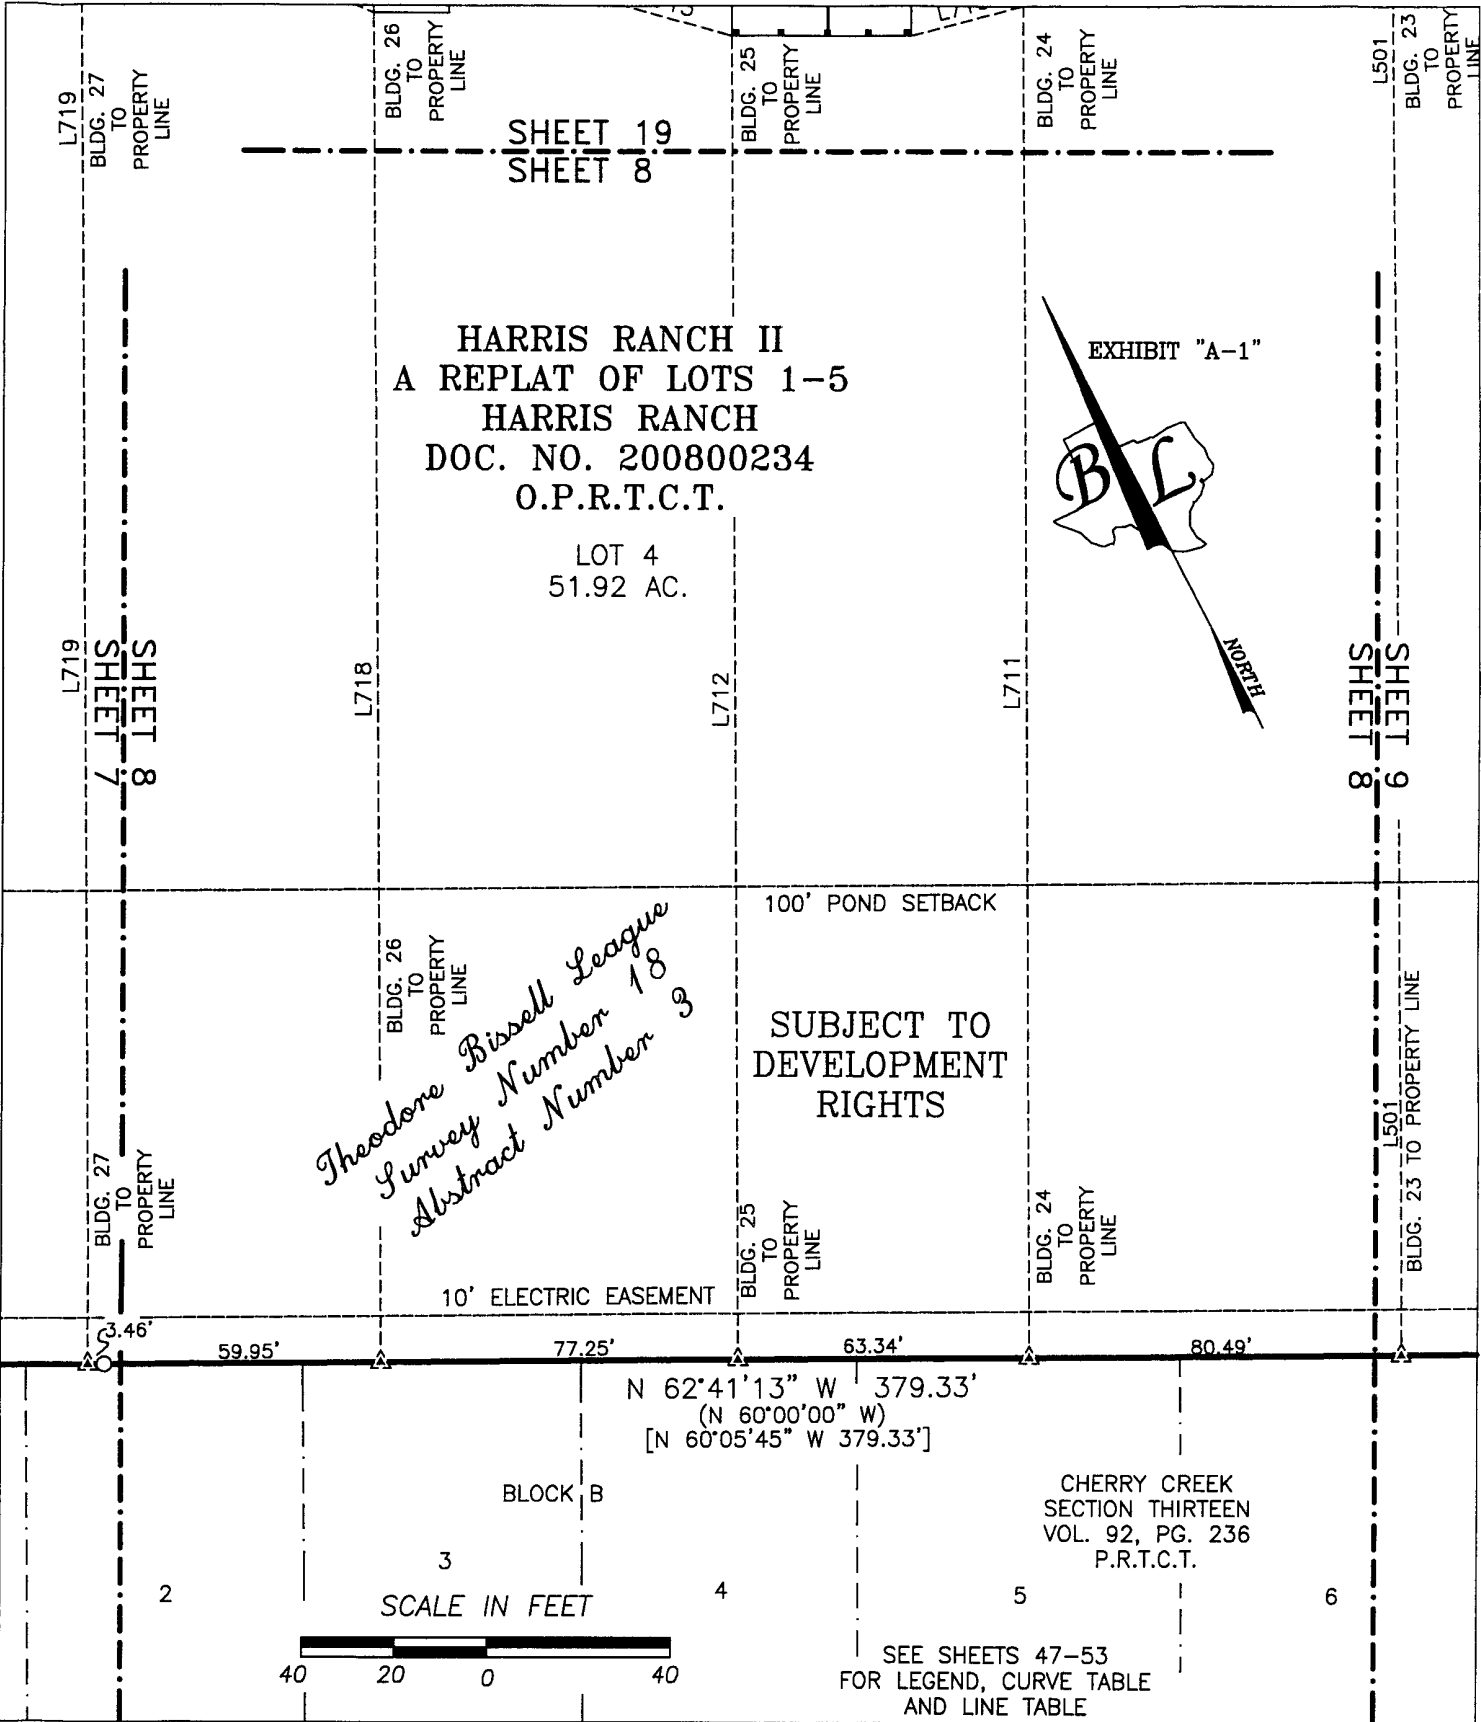 L719
BLDG. 27
TO
PROPERTY
LINE
BLDG. 26
TO
PROPERTY
LINE
BLDG. 25
TO
PROPERTY
LINE
BLDG. 24
TO
PROPERTY
LINE
L501
BLDG. 23
TO
PROPERTY
LINE
SHEET 19
SHEET 8
HARRIS RANCH II
A REPLAT OF LOTS 1-5
HARRIS RANCH
DOC. NO. 200800234
O.P.R.T.C.T.
LOT 4
51.92 AC.
EXHIBIT "A-1"
B L
NORTH
L719
SHEET 8
SHEET 7
L718
L712
L711
SHEET 9
SHEET 8
100' POND SETBACK
BLDG. 26
TO
PROPERTY
LINE
Theodore Bissell League
Survey Number 18
Abstract Number 3
SUBJECT TO
DEVELOPMENT
RIGHTS
L501
BLDG. 23 TO PROPERTY LINE
BLDG. 27
TO
PROPERTY
LINE
BLDG. 25
TO
PROPERTY
LINE
BLDG. 24
TO
PROPERTY
LINE
10' ELECTRIC EASEMENT
3.46'
59.95'
77.25'
63.34'
80.49'
N 62°41'13" W 379.33'
(N 60°00'00" W)
[N 60°05'45" W 379.33']
BLOCK B
CHERRY CREEK
SECTION THIRTEEN
VOL. 92, PG. 236
P.R.T.C.T.
2
3
4
5
6
SCALE IN FEET
40 20 0 40
SEE SHEETS 47-53
FOR LEGEND, CURVE TABLE
AND LINE TABLE